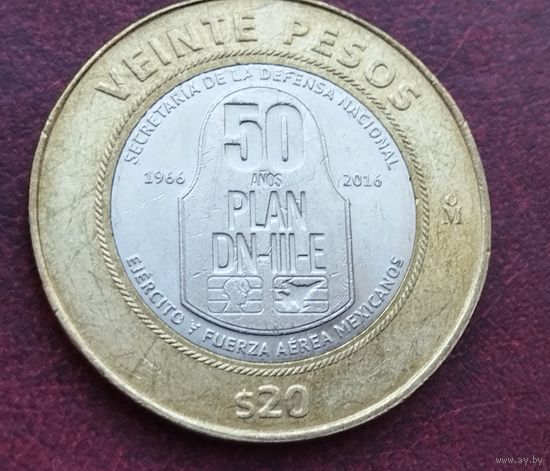 VEINTE PESOS
SECRETARÍA DE LA DEFENSA NACIONAL
50
1966 AÑOS 2016
PLAN
DN-III-E
M
EJÉRCITO Y FUERZA AÉREA MEXICANOS
$20
www.ay.by